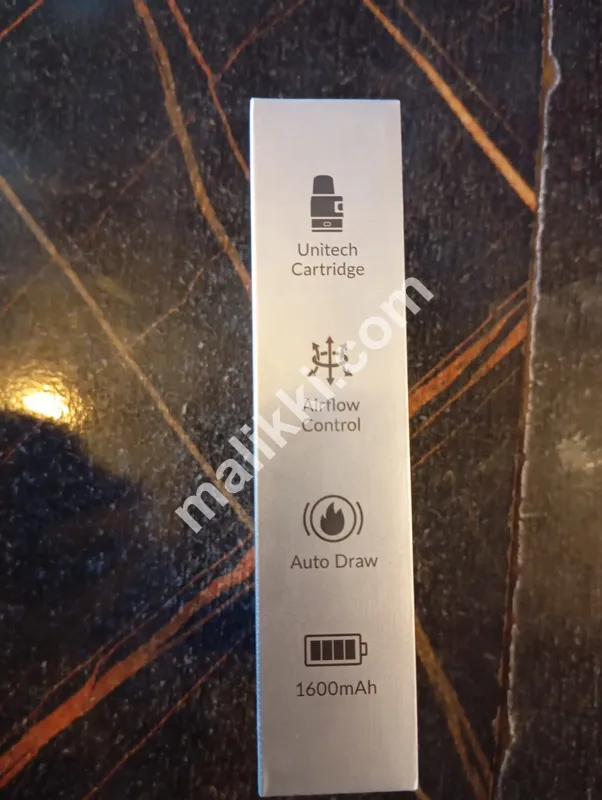 Unitech
Cartridge
Airflow
Control
Auto Draw
1600mAh
malikki.com